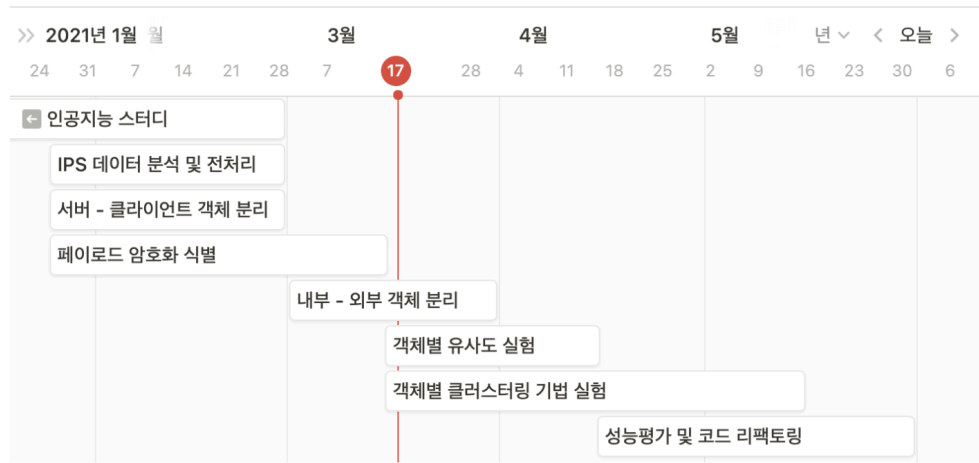 2021년 1월 월 3월 4월 5월 년 오늘
24 31 7 14 21 28 7 17 28 4 11 18 25 2 9 16 23 30 6
인공지능 스터디
IPS 데이터 분석 및 전처리
서버 - 클라이언트 객체 분리
페이로드 암호화 식별
내부 - 외부 객체 분리
객체별 유사도 실험
객체별 클러스터링 기법 실험
성능평가 및 코드 리팩토링